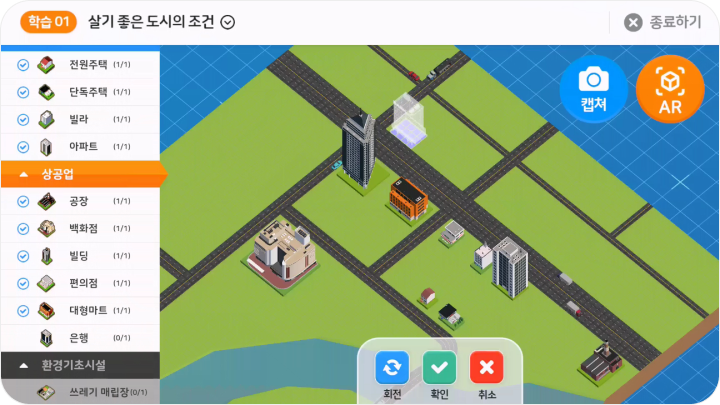 학습 01 살기 좋은 도시의 조건 종료하기
전원주택 (1/1)
단독주택 (1/1)
빌라 (1/1)
아파트 (1/1)
상공업
공장 (1/1)
백화점 (1/1)
빌딩 (1/1)
편의점 (1/1)
대형마트 (1/1)
은행 (0/1)
환경기초시설
쓰레기 매립장(0/1)
캡쳐
AR
회전
확인
취소